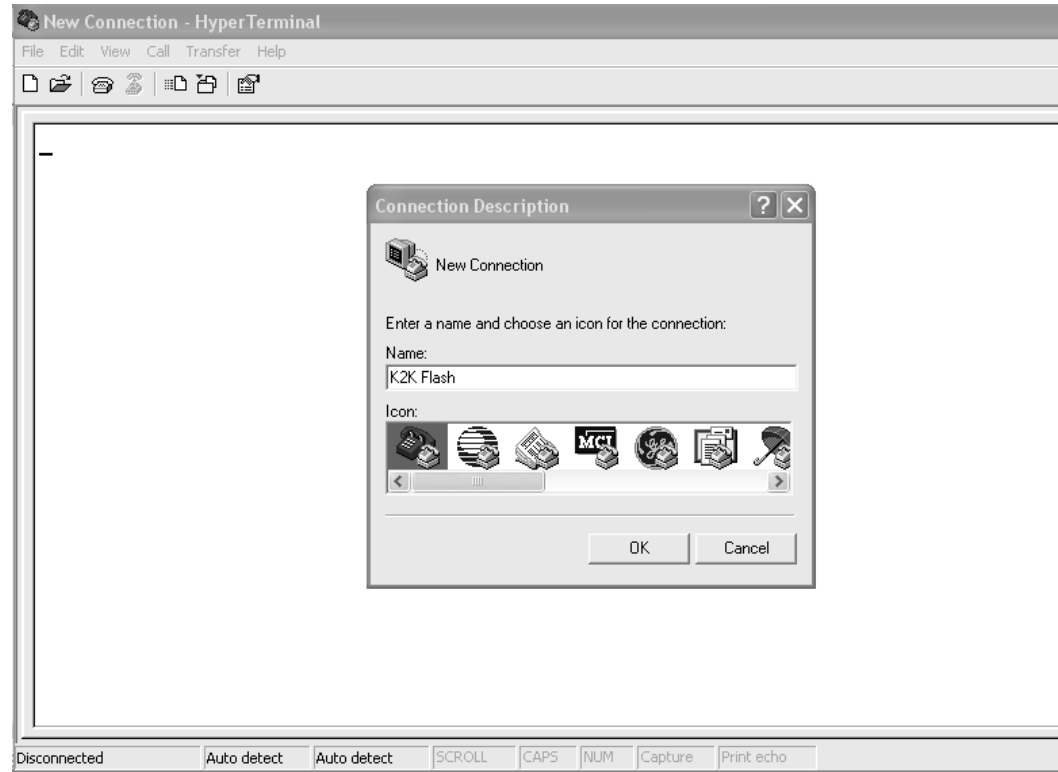 New Connection - HyperTerminal
File Edit View Call Transfer Help
Connection Description
New Connection
Enter a name and choose an icon for the connection:
Name:
K2K Flash
Icon:
MCI
OK Cancel
Disconnected Auto detect Auto detect SCROLL CAPS NUM Capture Print echo